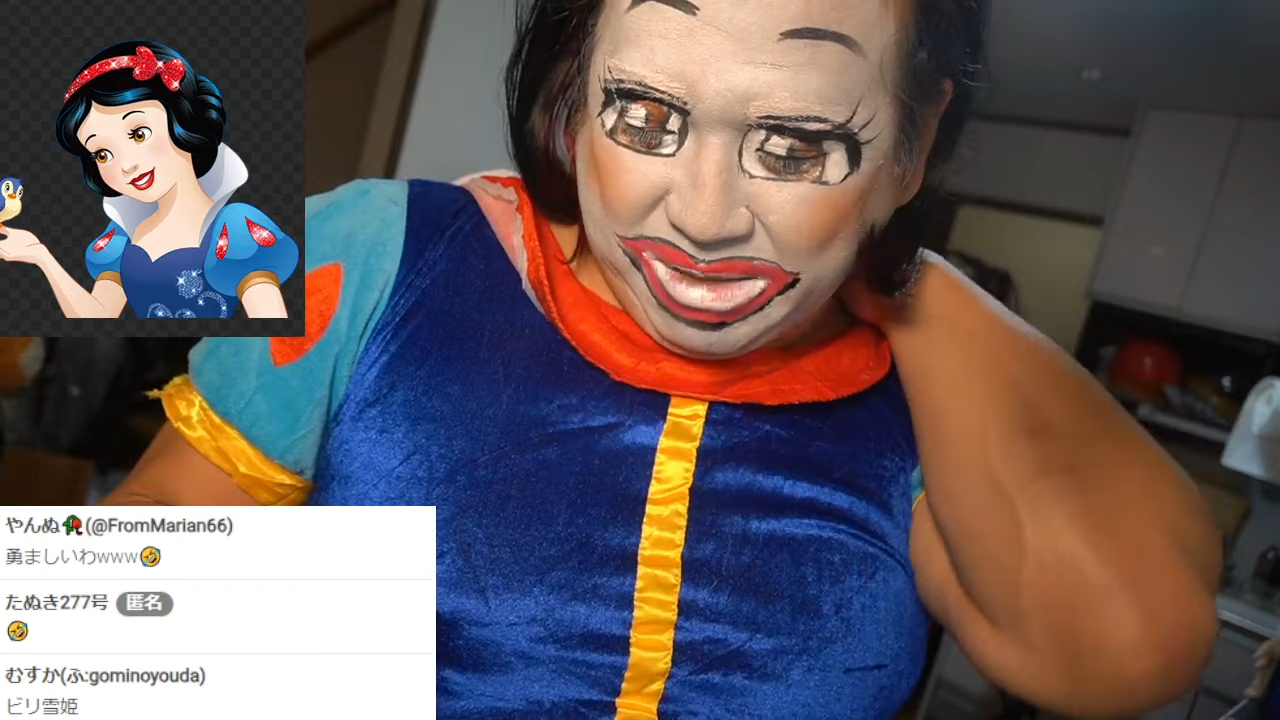 やんぬ🥀(@FromMarian66)
勇ましいわwww🤣
たぬき277号 匿名
🤣
むすか(ふ:gominoyouda)
ビリ雪姫